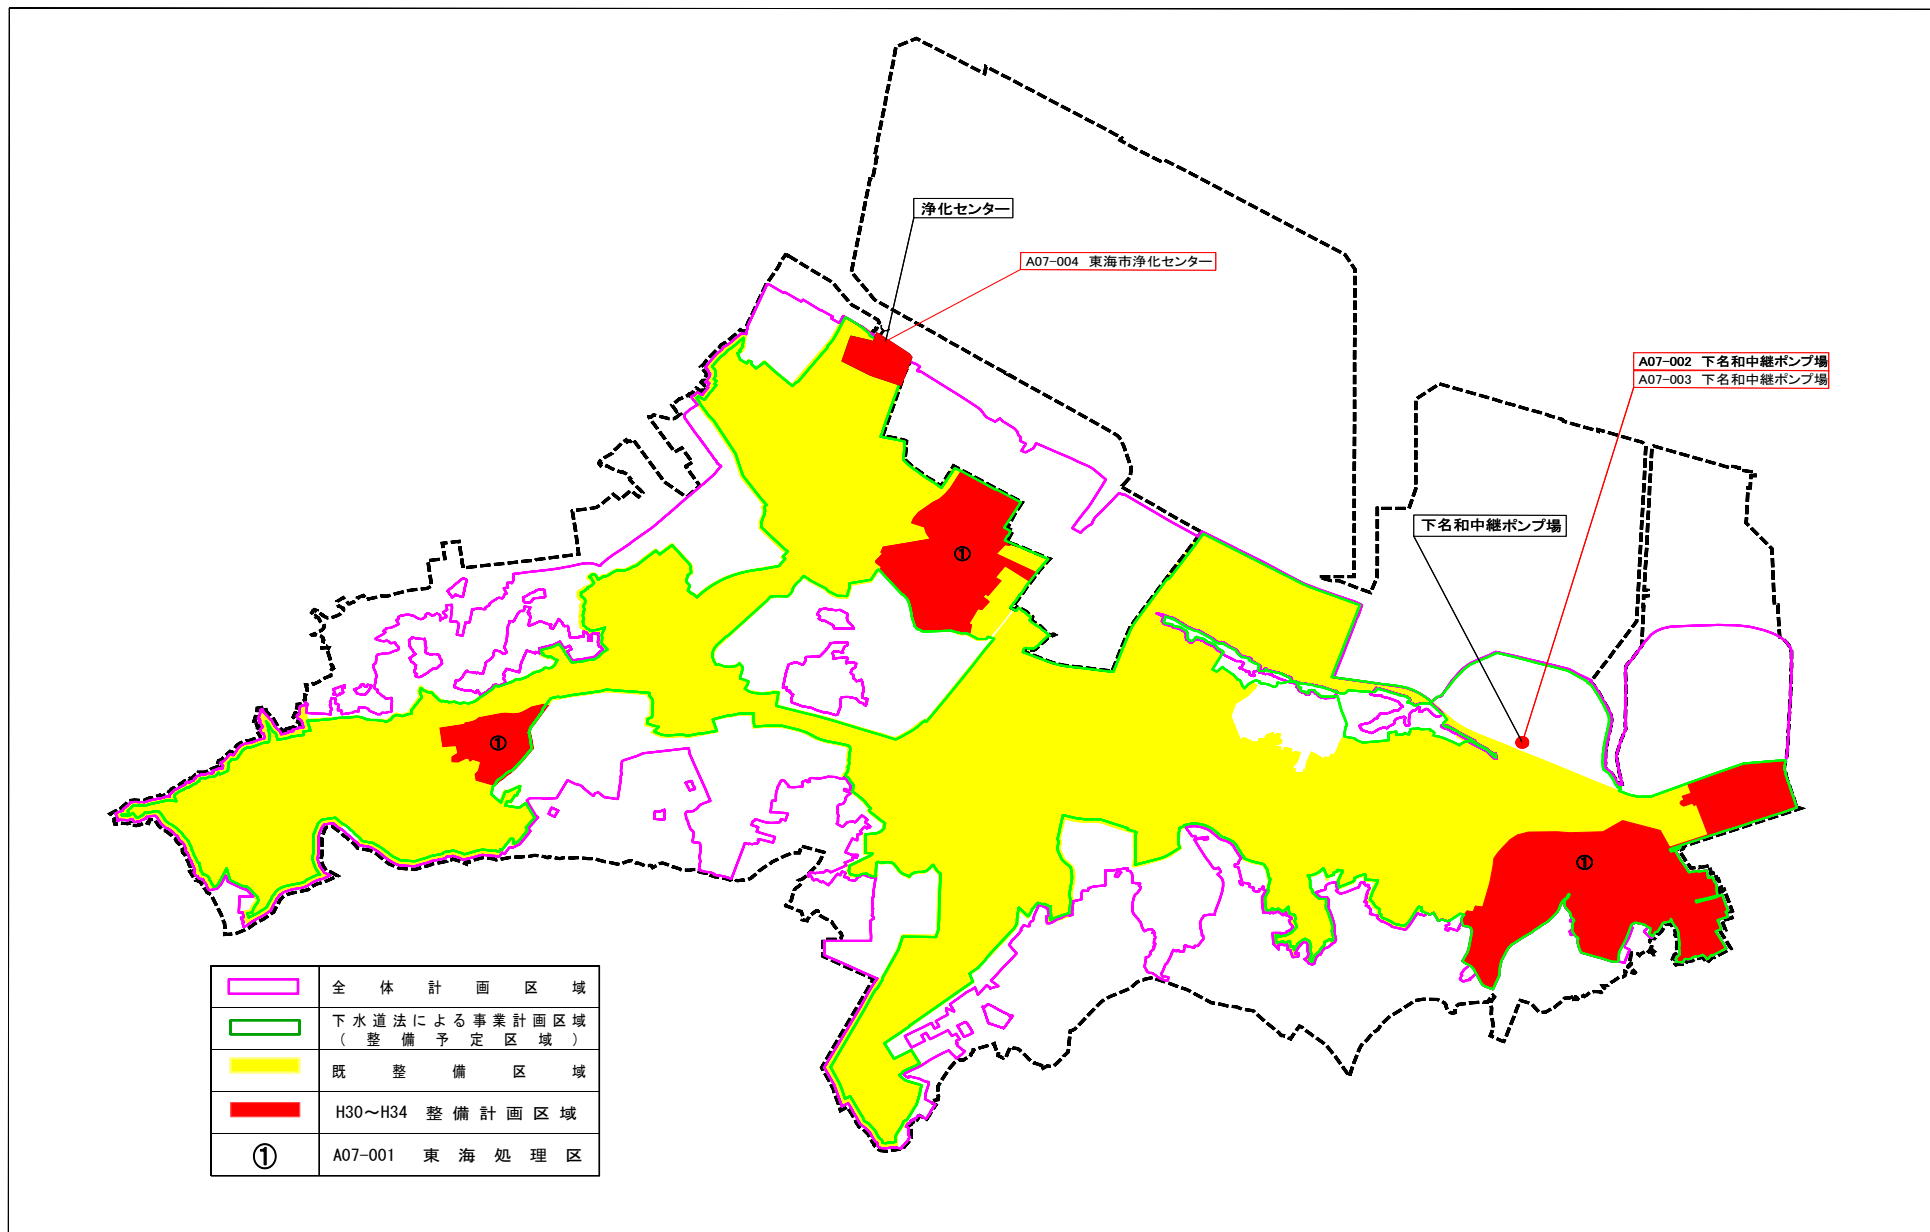 浄化センター
A07-004 東海市浄化センター
A07-002 下名和中継ポンプ場
A07-003 下名和中継ポンプ場
下名和中継ポンプ場
①
①
①
全体計画区域
下水道法による事業計画区域
（整備予定区域）
既整備区域
H30～H34 整備計画区域
① A07-001 東海処理区